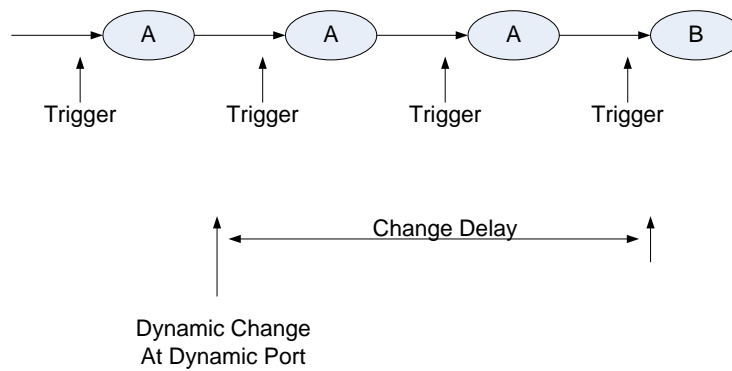 A A A B
Trigger Trigger Trigger Trigger
Change Delay
Dynamic Change
At Dynamic Port